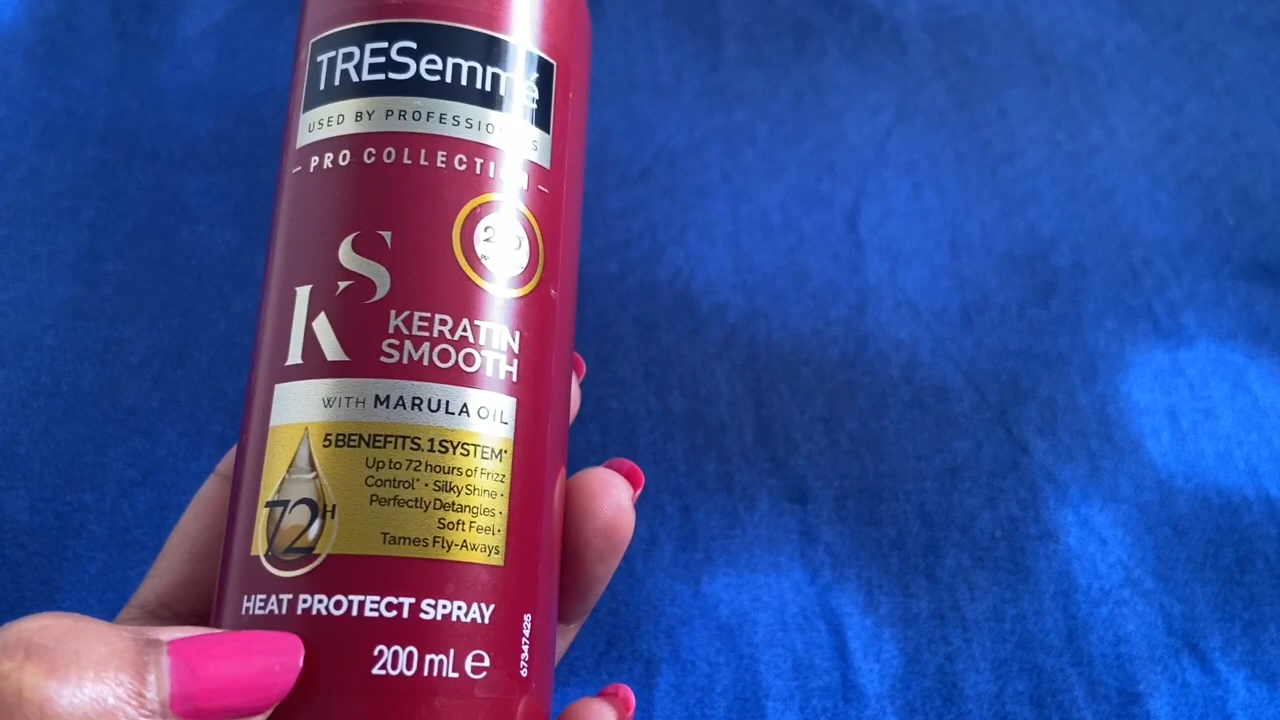 TRESemmé
USED BY PROFESSIONALS
– PRO COLLECTION –
KS
KERATIN
SMOOTH
WITH MARULA OIL
5 BENEFITS, 1 SYSTEM*
Up to 72 hours of Frizz
Control* • Silky Shine •
Perfectly Detangles •
Soft Feel •
Tames Fly-Aways
72H
HEAT PROTECT SPRAY
200 mL e
67347425